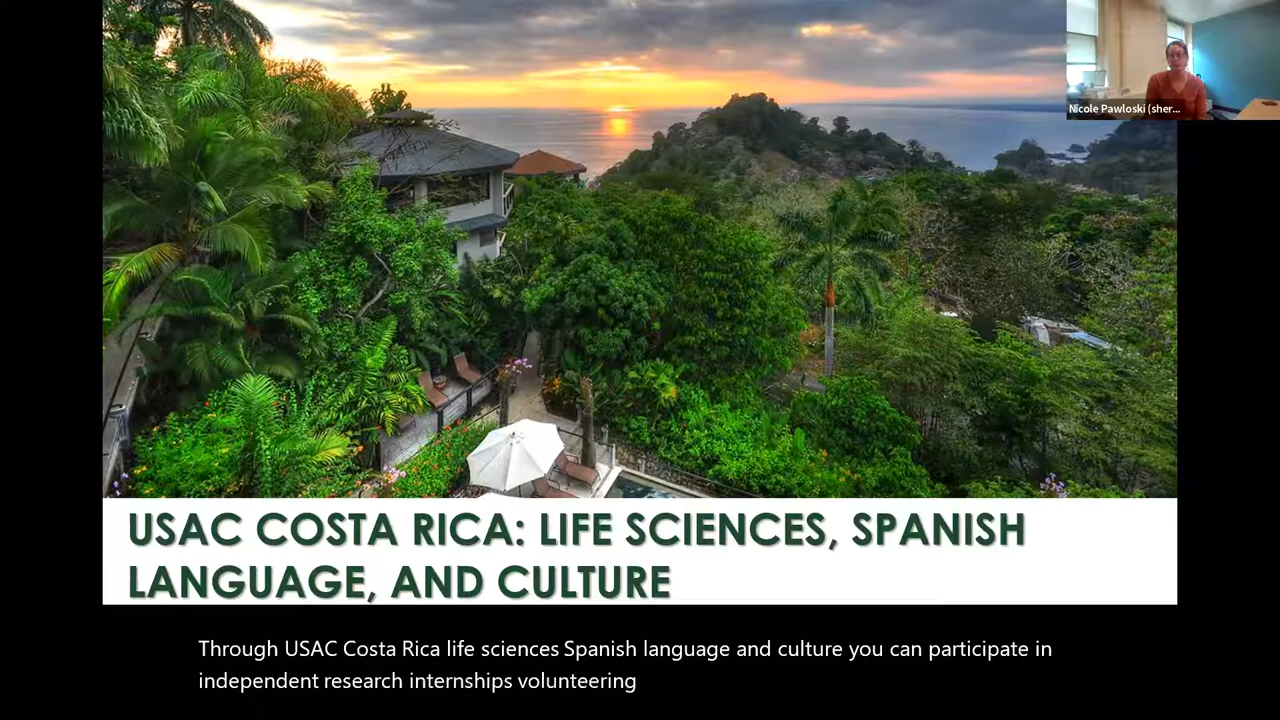 Nicole Pawloski (sher...
USAC COSTA RICA: LIFE SCIENCES, SPANISH
LANGUAGE, AND CULTURE
Through USAC Costa Rica life sciences Spanish language and culture you can participate in
independent research internships volunteering